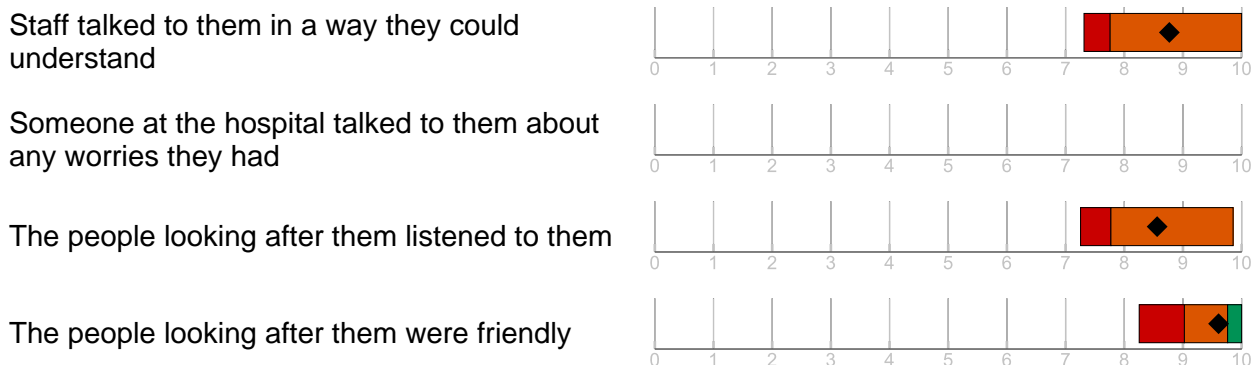 Staff talked to them in a way they could
understand
0 1 2 3 4 5 6 7 8 9 10
Someone at the hospital talked to them about
any worries they had
0 1 2 3 4 5 6 7 8 9 10
The people looking after them listened to them
0 1 2 3 4 5 6 7 8 9 10
The people looking after them were friendly
0 1 2 3 4 5 6 7 8 9 10